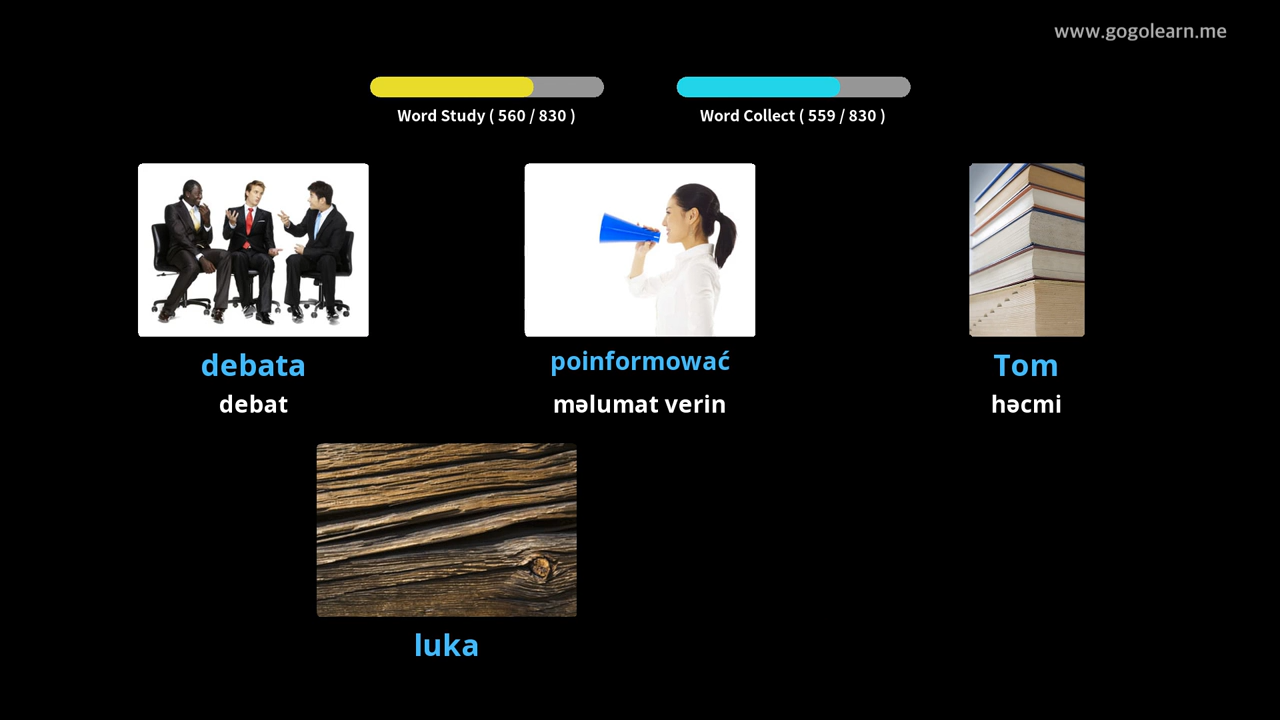 www.gogolearn.me
Word Study ( 560 / 830 )
Word Collect ( 559 / 830 )
debata
debat
poinformować
məlumat verin
Tom
həcmi
luka